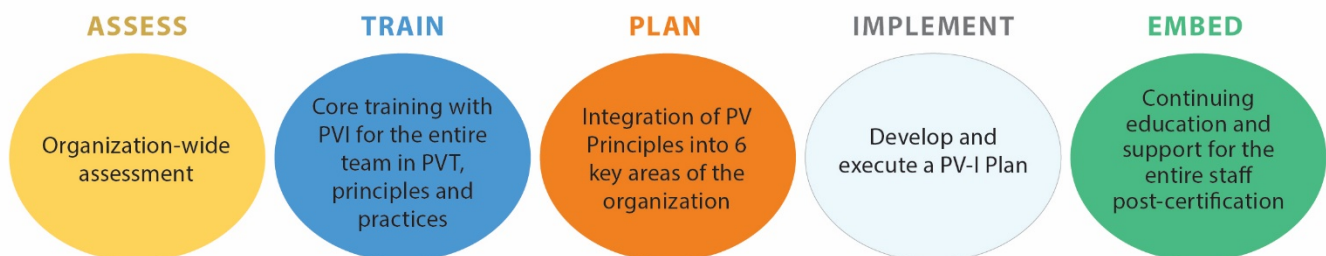 ASSESS
Organization-wide
assessment
TRAIN
Core training with
PVI for the entire
team in PVT,
principles and
practices
PLAN
Integration of PV
Principles into 6
key areas of the
organization
IMPLEMENT
Develop and
execute a PV-I Plan
EMBED
Continuing
education and
support for the
entire staff
post-certification